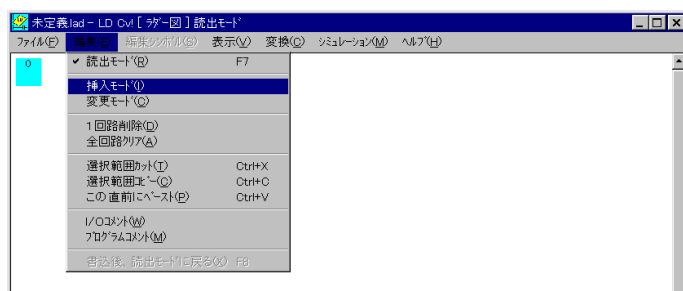 未定義.lad - LD Cv! [ ﾗﾀﾞｰ図 ] 読出ﾓｰﾄﾞ
ﾌｧｲﾙ(F) 編集シンボル(S) 表示(V) 変換(C) ｼﾐｭﾚｰｼｮﾝ(M) ﾍﾙﾌﾟ(H)
0
✔ 読出ﾓｰﾄﾞ(R) F7
挿入ﾓｰﾄﾞ(I)
変更ﾓｰﾄﾞ(C)
1回路削除(D)
全回路ｸﾘｱ(A)
選択範囲ｶｯﾄ(T) Ctrl+X
選択範囲ｺﾋﾟｰ(C) Ctrl+C
この直前にﾍﾟｰｽﾄ(P) Ctrl+V
I/Oｺﾒﾝﾄ(W)
ﾌﾟﾛｸﾞﾗﾑｺﾒﾝﾄ(M)
書込後、読出ﾓｰﾄﾞに戻る(X) F8